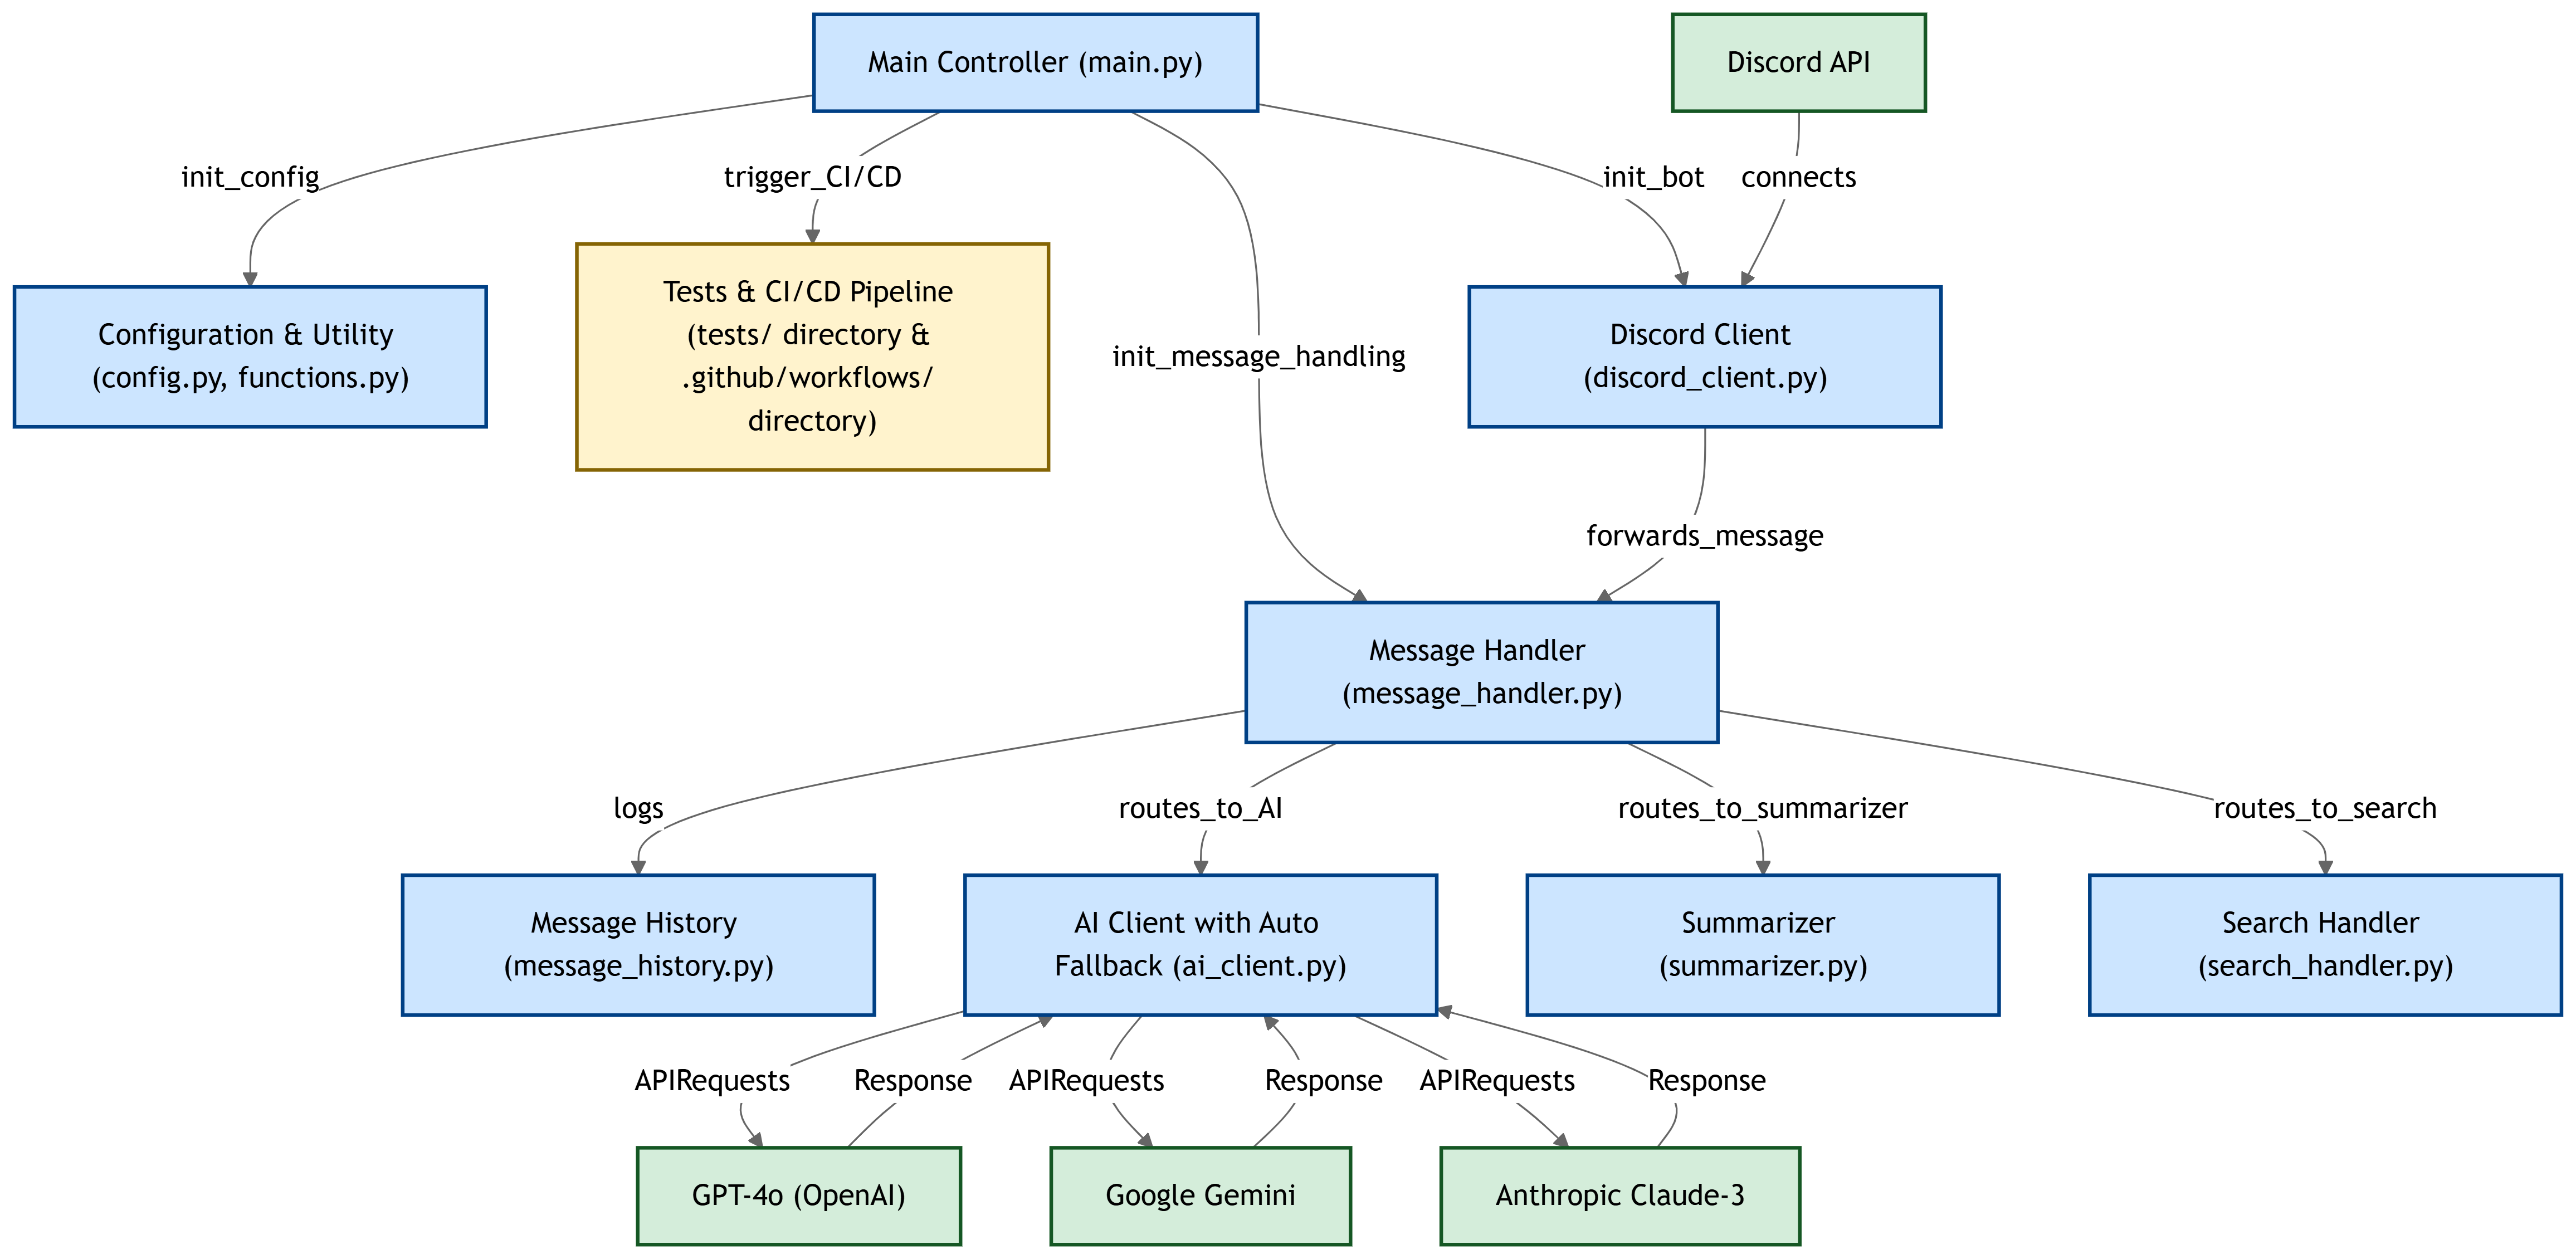 Main Controller (main.py)
Discord API
init_config
trigger_CI/CD
init_bot
connects
Configuration & Utility
(config.py, functions.py)
Tests & CI/CD Pipeline
(tests/ directory &
.github/workflows/
directory)
init_message_handling
Discord Client
(discord_client.py)
forwards_message
Message Handler
(message_handler.py)
logs
routes_to_AI
routes_to_summarizer
routes_to_search
Message History
(message_history.py)
AI Client with Auto
Fallback (ai_client.py)
Summarizer
(summarizer.py)
Search Handler
(search_handler.py)
APIRequests
Response
APIRequests
Response
APIRequests
Response
GPT-4o (OpenAI)
Google Gemini
Anthropic Claude-3